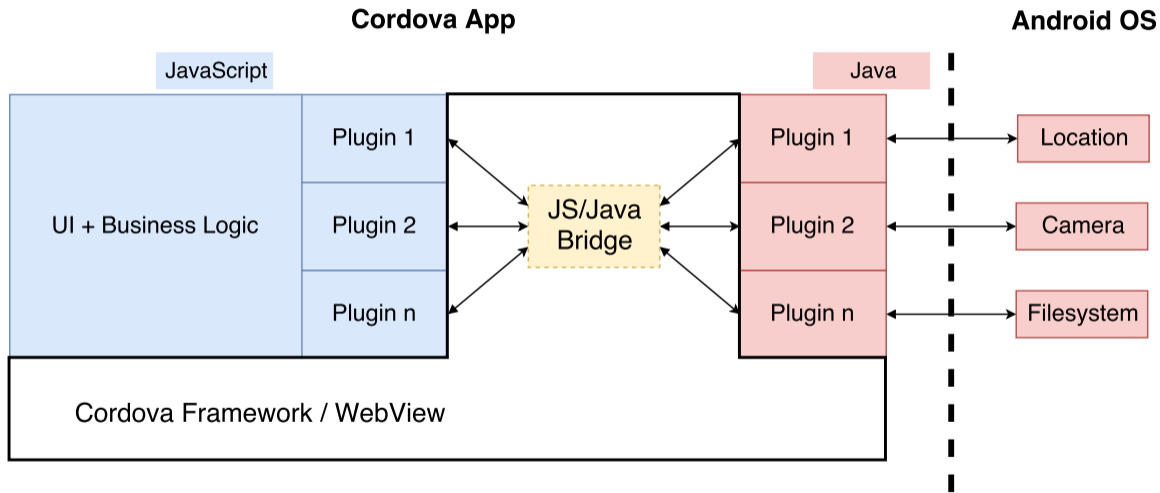 Cordova App
Android OS
JavaScript
Java
UI + Business Logic
Plugin 1
Plugin 2
Plugin n
JS/Java
Bridge
Plugin 1
Plugin 2
Plugin n
Location
Camera
Filesystem
Cordova Framework / WebView